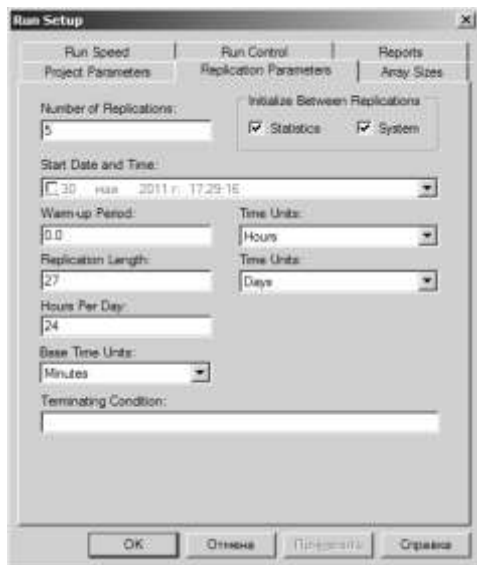 Run Setup
Run Speed Run Control Reports
Project Parameters Replication Parameters Array Sizes
Number of Replications:
Initialize Between Replications
5
Statistics System
Start Date and Time:
30 мая 2011 г. 17:29:16
Warm-up Period: Time Units:
0.0 Hours
Replication Length: Time Units:
27 Days
Hours Per Day:
24
Base Time Units:
Minutes
Terminating Condition:
OK Отмена Применить Справка